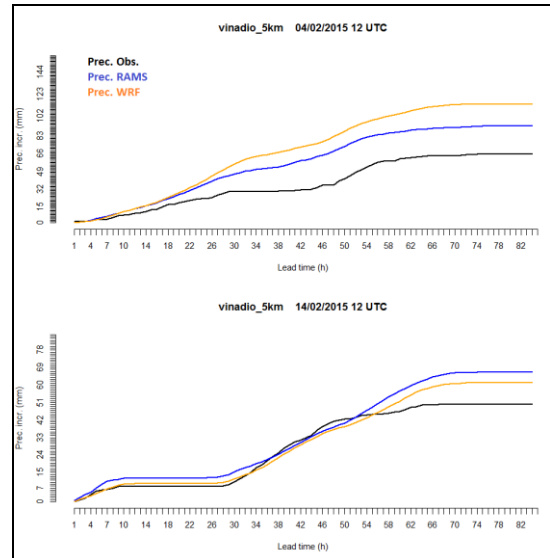 vinadio_5km 04/02/2015 12 UTC
Prec. Obs.
Prec. RAMS
Prec. WRF
Prec. incr. (mm)
0 15 32 49 66 83 102 123 144
1 4 7 10 14 18 22 26 30 34 38 42 46 50 54 58 62 66 70 74 78 82
Lead time (h)
vinadio_5km 14/02/2015 12 UTC
Prec. incr. (mm)
0 7 15 24 33 42 51 60 69 78
1 4 7 10 14 18 22 26 30 34 38 42 46 50 54 58 62 66 70 74 78 82
Lead time (h)